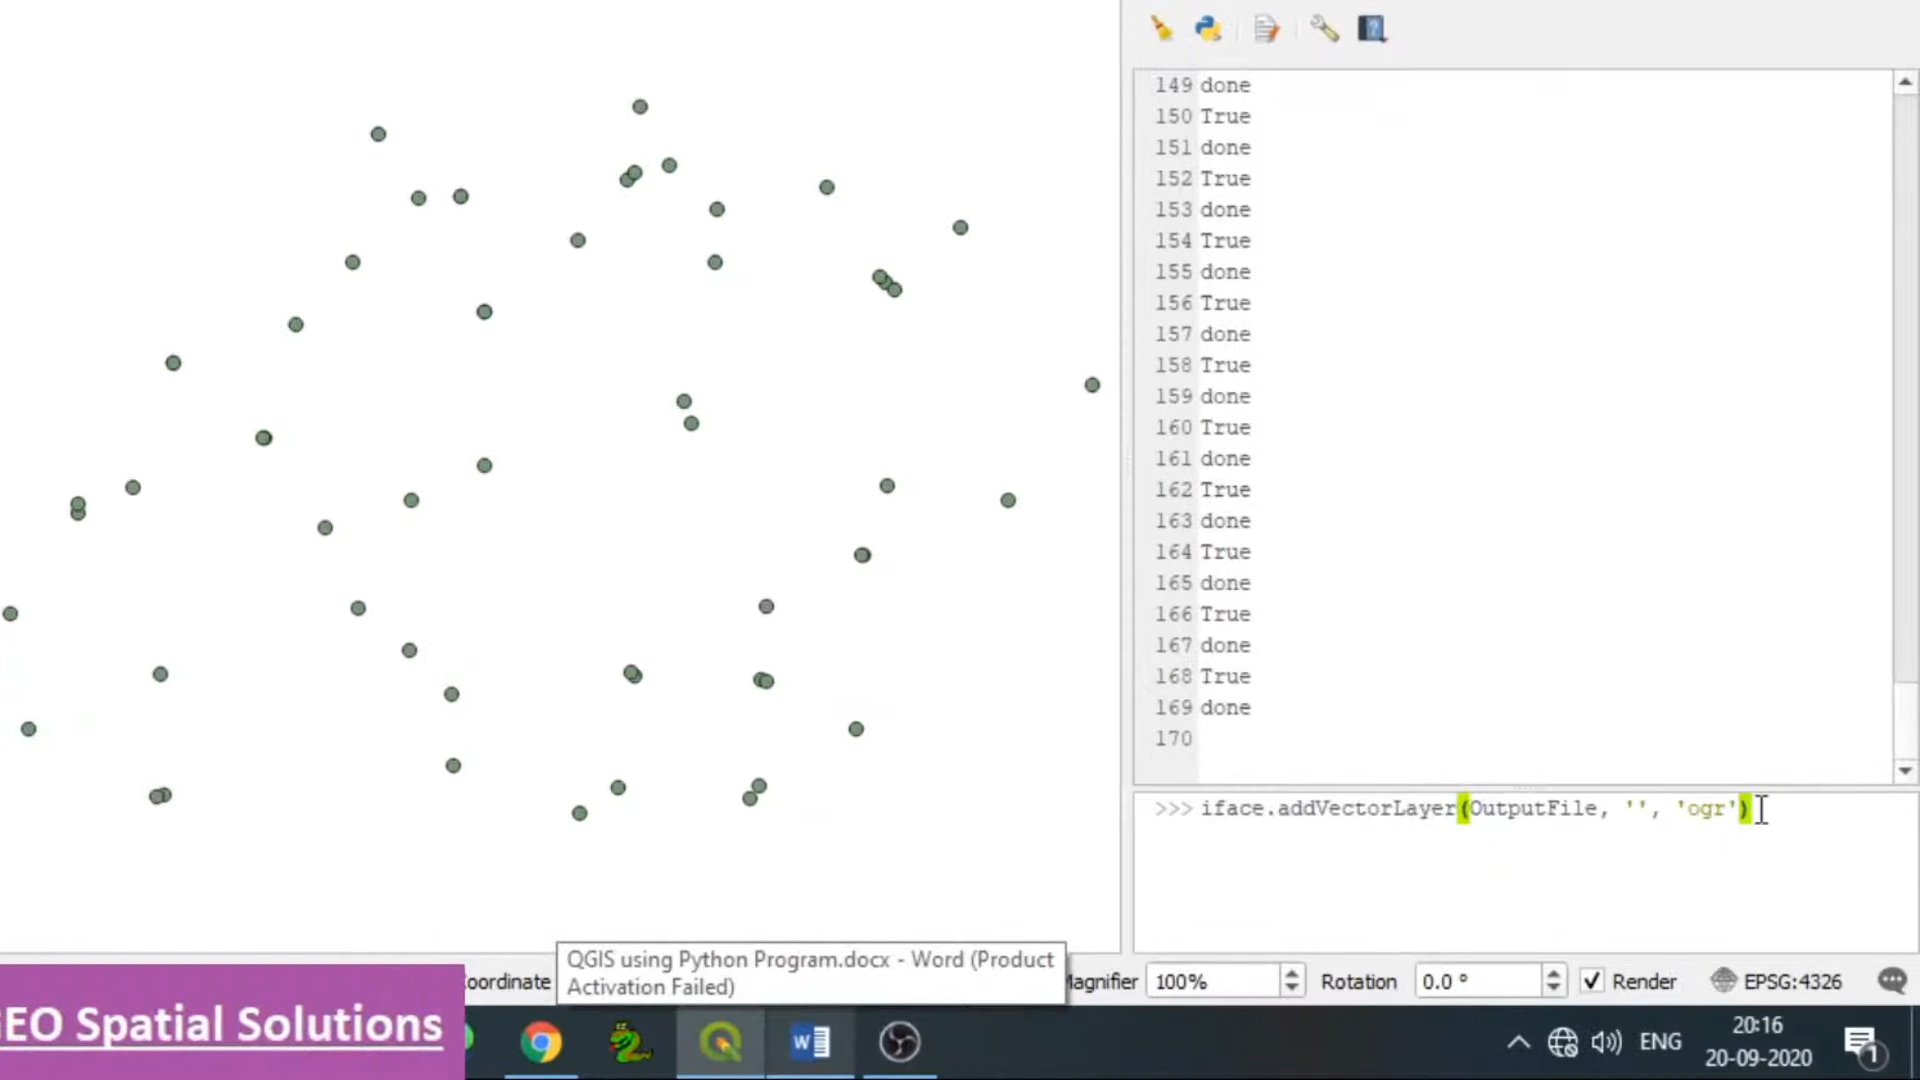 149 done
150 True
151 done
152 True
153 done
154 True
155 done
156 True
157 done
158 True
159 done
160 True
161 done
162 True
163 done
164 True
165 done
166 True
167 done
168 True
169 done
170
>>> iface.addVectorLayer(OutputFile, '', 'ogr')
QGIS using Python Program.docx - Word (Product
Activation Failed)
oordinate
Magnifier 100% Rotation 0.0 ° Render EPSG:4326
EO Spatial Solutions
W
ENG
20:16
20-09-2020
1